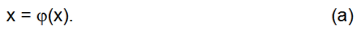 x = φ(x). (a)